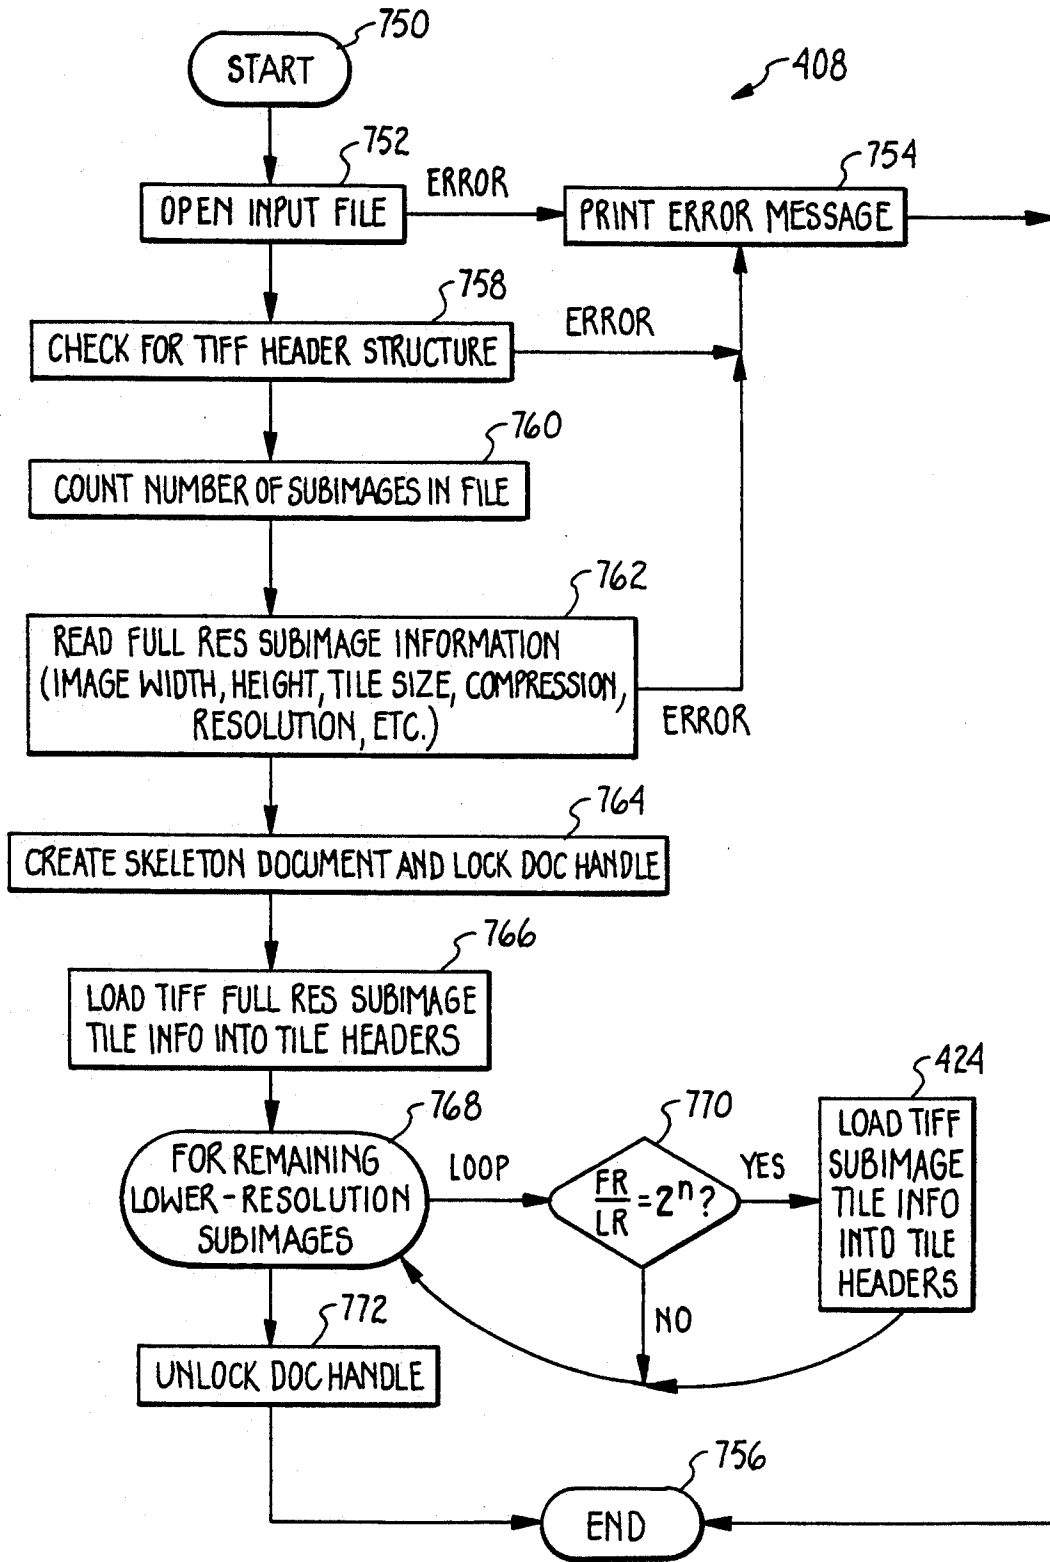 750
START
408
752
754
OPEN INPUT FILE
ERROR
PRINT ERROR MESSAGE
758
CHECK FOR TIFF HEADER STRUCTURE
ERROR
760
COUNT NUMBER OF SUBIMAGES IN FILE
762
READ FULL RES SUBIMAGE INFORMATION
(IMAGE WIDTH, HEIGHT, TILE SIZE, COMPRESSION,
RESOLUTION, ETC.)
ERROR
764
CREATE SKELETON DOCUMENT AND LOCK DOC HANDLE
766
LOAD TIFF FULL RES SUBIMAGE
TILE INFO INTO TILE HEADERS
768
FOR REMAINING
LOWER-RESOLUTION
SUBIMAGES
LOOP
770
FR/LR = 2ⁿ?
YES
NO
424
LOAD TIFF
SUBIMAGE
TILE INFO
INTO TILE
HEADERS
772
UNLOCK DOC HANDLE
756
END